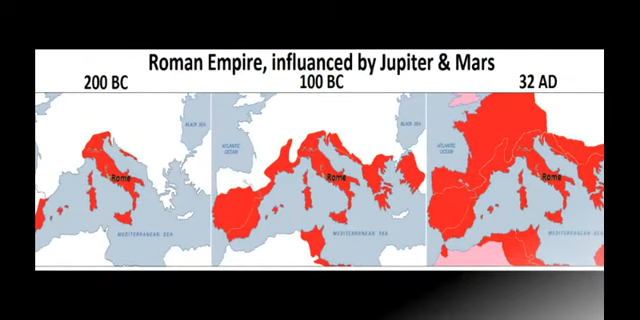 Roman Empire, influanced by Jupiter & Mars
200 BC
100 BC
32 AD
BLACK SEA
Rome
MEDITERRANEAN SEA
ATLANTIC
OCEAN
BLACK SEA
Rome
MEDITERRANEAN SEA
ATLANTIC
OCEAN
Rome
MEDITERRANEAN SEA